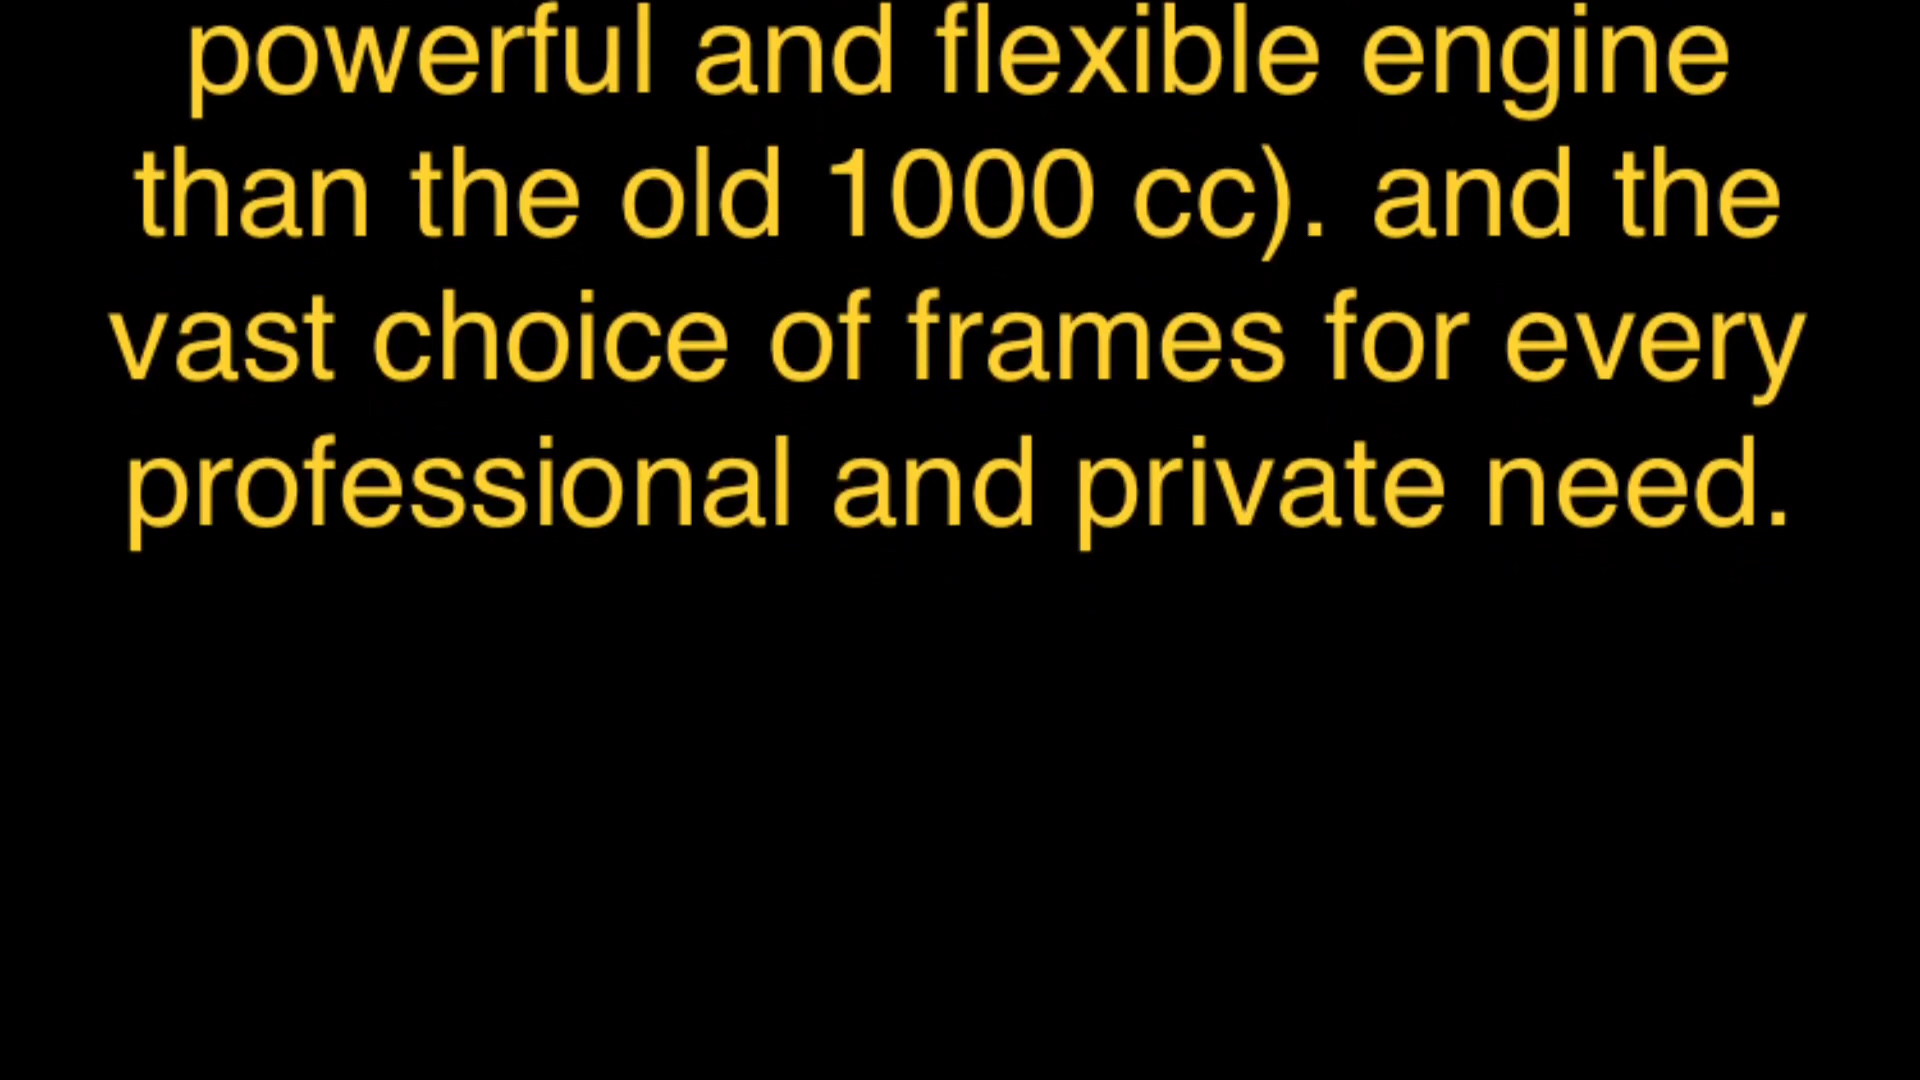 powerful and flexible engine
than the old 1000 cc). and the
vast choice of frames for every
professional and private need.